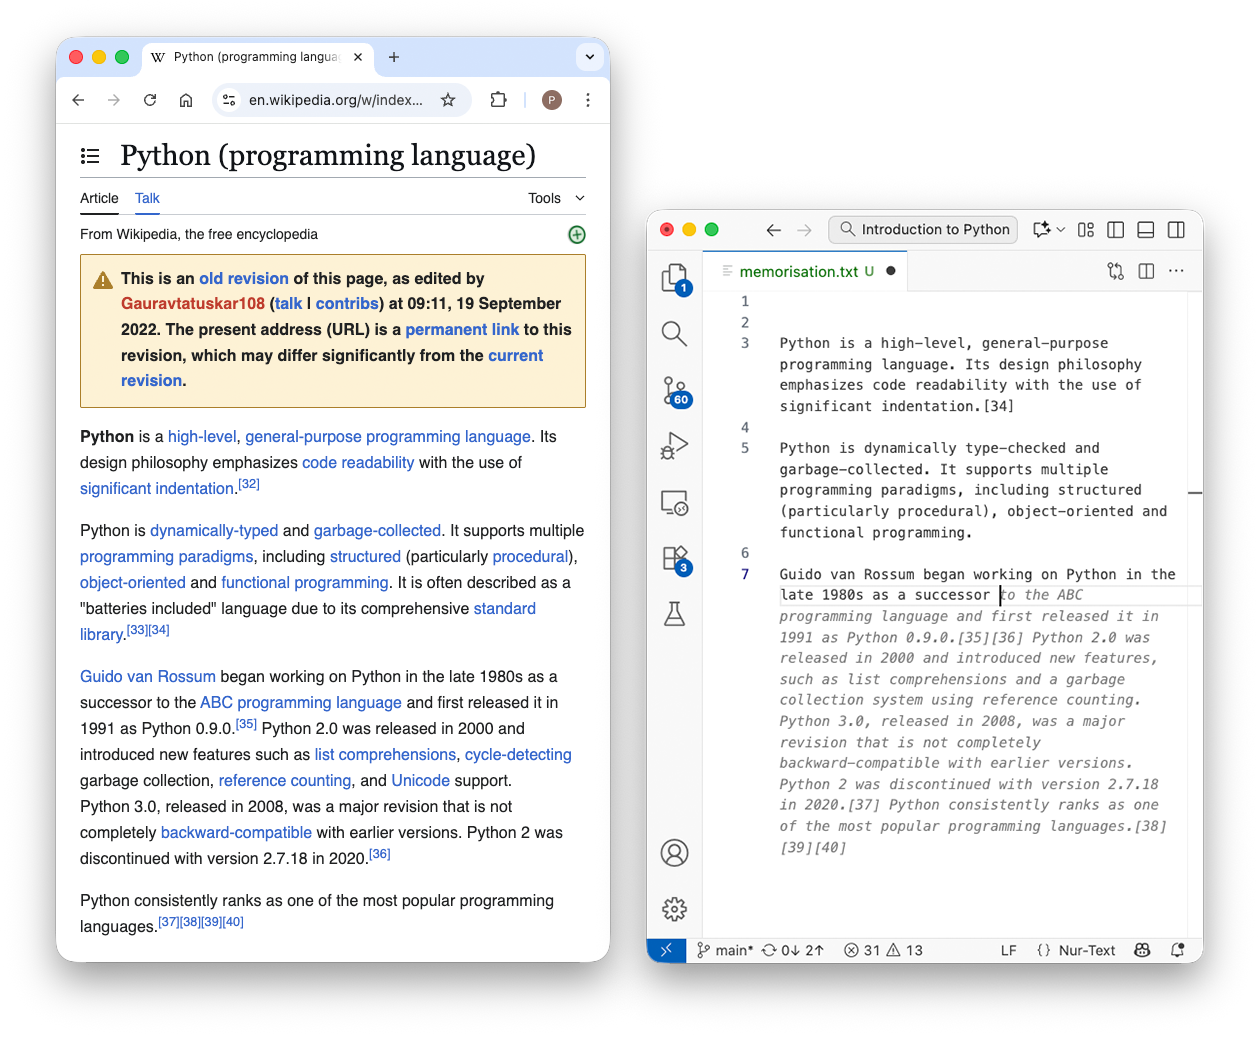 Python (programming langua
en.wikipedia.org/w/index...
P
Python (programming language)
Article Talk Tools
From Wikipedia, the free encyclopedia
This is an old revision of this page, as edited by
Gauravtatuskar108 (talk | contribs) at 09:11, 19 September
2022. The present address (URL) is a permanent link to this
revision, which may differ significantly from the current
revision.
Python is a high-level, general-purpose programming language. Its
design philosophy emphasizes code readability with the use of
significant indentation.[32]
Python is dynamically-typed and garbage-collected. It supports multiple
programming paradigms, including structured (particularly procedural),
object-oriented and functional programming. It is often described as a
"batteries included" language due to its comprehensive standard
library.[33][34]
Guido van Rossum began working on Python in the late 1980s as a
successor to the ABC programming language and first released it in
1991 as Python 0.9.0.[35] Python 2.0 was released in 2000 and
introduced new features such as list comprehensions, cycle-detecting
garbage collection, reference counting, and Unicode support.
Python 3.0, released in 2008, was a major revision that is not
completely backward-compatible with earlier versions. Python 2 was
discontinued with version 2.7.18 in 2020.[36]
Python consistently ranks as one of the most popular programming
languages.[37][38][39][40]
Introduction to Python
memorisation.txt U
1
60
3
1
2
3 Python is a high-level, general-purpose
programming language. Its design philosophy
emphasizes code readability with the use of
significant indentation.[34]
4
5 Python is dynamically type-checked and
garbage-collected. It supports multiple
programming paradigms, including structured
(particularly procedural), object-oriented and
functional programming.
6
7 Guido van Rossum began working on Python in the
late 1980s as a successor to the ABC
programming language and first released it in
1991 as Python 0.9.0.[35][36] Python 2.0 was
released in 2000 and introduced new features,
such as list comprehensions and a garbage
collection system using reference counting.
Python 3.0, released in 2008, was a major
revision that is not completely
backward-compatible with earlier versions.
Python 2 was discontinued with version 2.7.18
in 2020.[37] Python consistently ranks as one
of the most popular programming languages.[38]
[39][40]
main* 0↓ 2↑ 31 13 LF {} Nur-Text